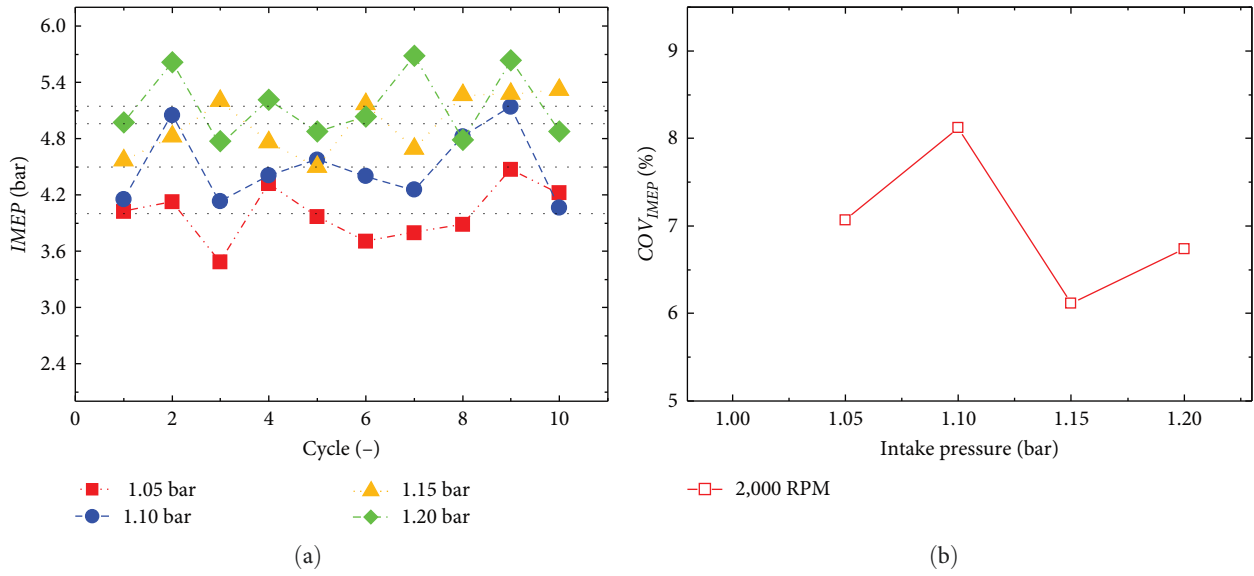 6.0
5.4
4.8
4.2
3.6
3.0
2.4
IMEP (bar)
0 2 4 6 8 10
Cycle (–)
1.05 bar
1.10 bar
1.15 bar
1.20 bar
(a)
9
8
7
6
5
COV_IMEP (%)
1.00 1.05 1.10 1.15 1.20
Intake pressure (bar)
2,000 RPM
(b)